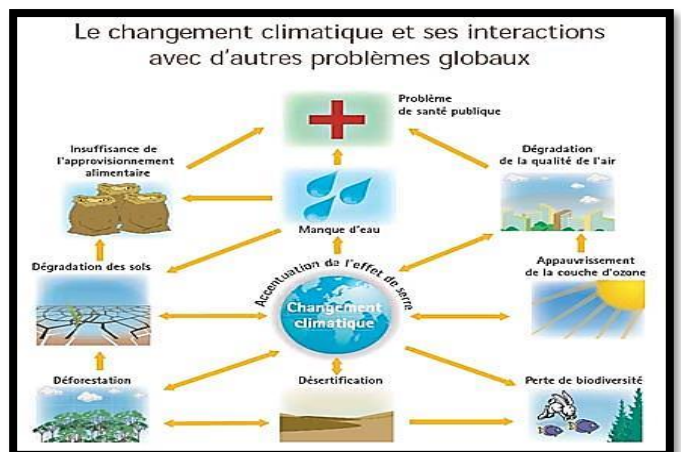 Le changement climatique et ses interactions
avec d'autres problèmes globaux
Problème
de santé publique
Insuffisance de
l'approvisionnement
alimentaire
Dégradation
de la qualité de l'air
Manque d'eau
Dégradation des sols
Accentuation de l'effet de serre
Appauvrissement
de la couche d'ozone
Changement
climatique
Déforestation
Désertification
Perte de biodiversité